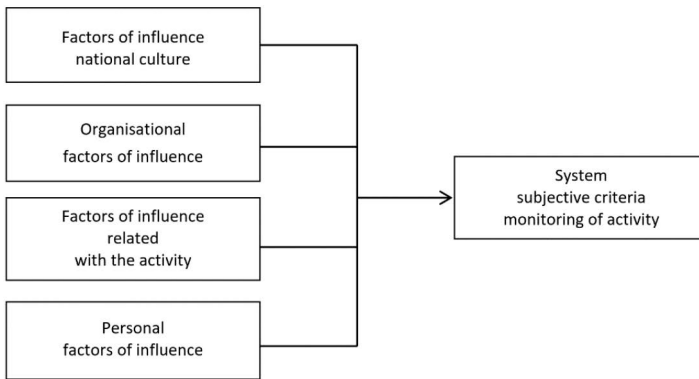 Factors of influence
national culture
Organisational
factors of influence
Factors of influence
related
with the activity
Personal
factors of influence
System
subjective criteria
monitoring of activity